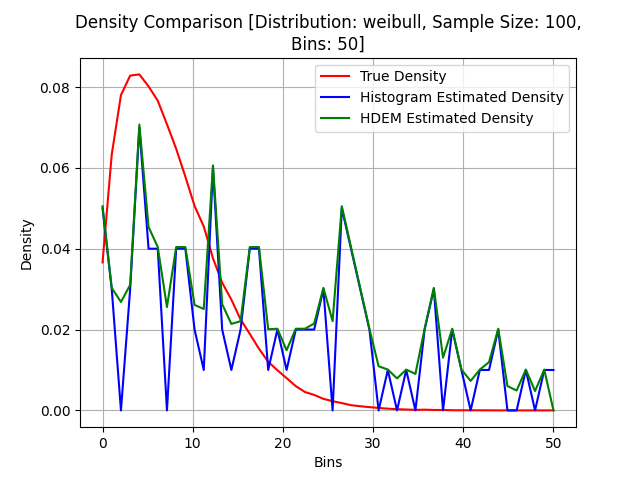 Density Comparison [Distribution: weibull, Sample Size: 100,
Bins: 50]
True Density
Histogram Estimated Density
HDEM Estimated Density
Density
0.08
0.06
0.04
0.02
0.00
0 10 20 30 40 50
Bins